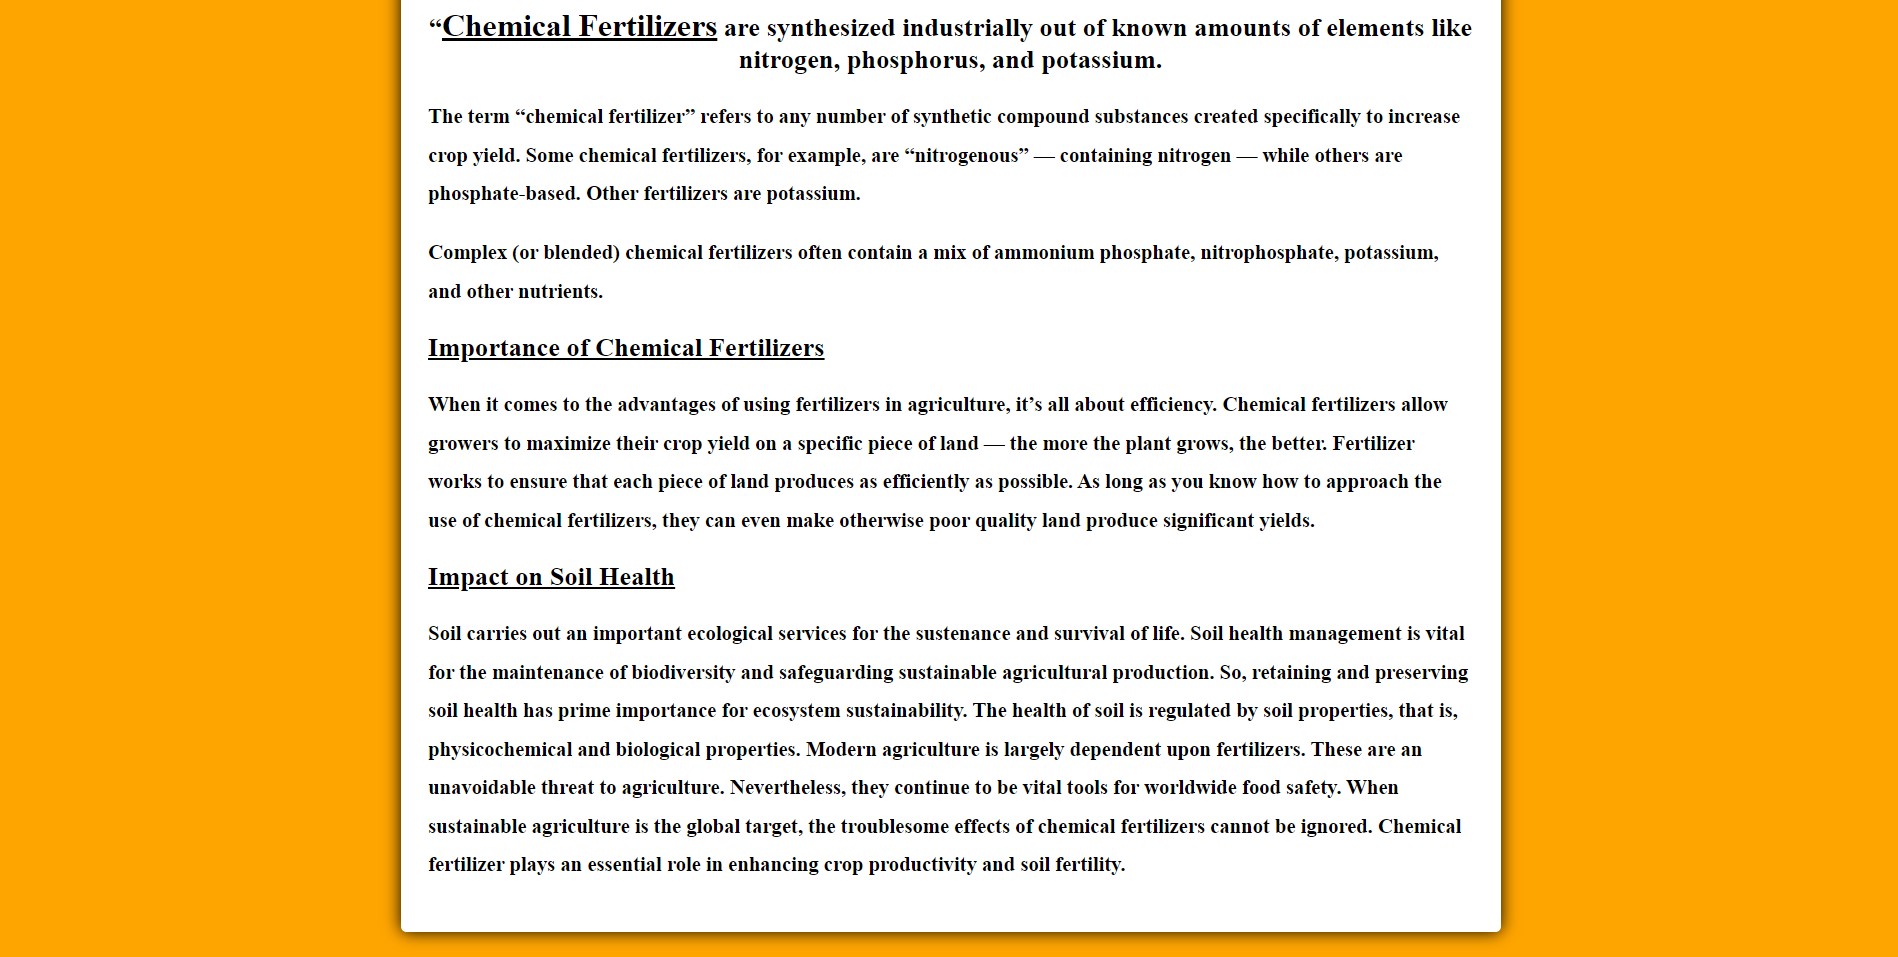 “Chemical Fertilizers are synthesized industrially out of known amounts of elements like
nitrogen, phosphorus, and potassium.
The term “chemical fertilizer” refers to any number of synthetic compound substances created specifically to increase
crop yield. Some chemical fertilizers, for example, are “nitrogenous” — containing nitrogen — while others are
phosphate-based. Other fertilizers are potassium.
Complex (or blended) chemical fertilizers often contain a mix of ammonium phosphate, nitrophosphate, potassium,
and other nutrients.
Importance of Chemical Fertilizers
When it comes to the advantages of using fertilizers in agriculture, it’s all about efficiency. Chemical fertilizers allow
growers to maximize their crop yield on a specific piece of land — the more the plant grows, the better. Fertilizer
works to ensure that each piece of land produces as efficiently as possible. As long as you know how to approach the
use of chemical fertilizers, they can even make otherwise poor quality land produce significant yields.
Impact on Soil Health
Soil carries out an important ecological services for the sustenance and survival of life. Soil health management is vital
for the maintenance of biodiversity and safeguarding sustainable agricultural production. So, retaining and preserving
soil health has prime importance for ecosystem sustainability. The health of soil is regulated by soil properties, that is,
physicochemical and biological properties. Modern agriculture is largely dependent upon fertilizers. These are an
unavoidable threat to agriculture. Nevertheless, they continue to be vital tools for worldwide food safety. When
sustainable agriculture is the global target, the troublesome effects of chemical fertilizers cannot be ignored. Chemical
fertilizer plays an essential role in enhancing crop productivity and soil fertility.